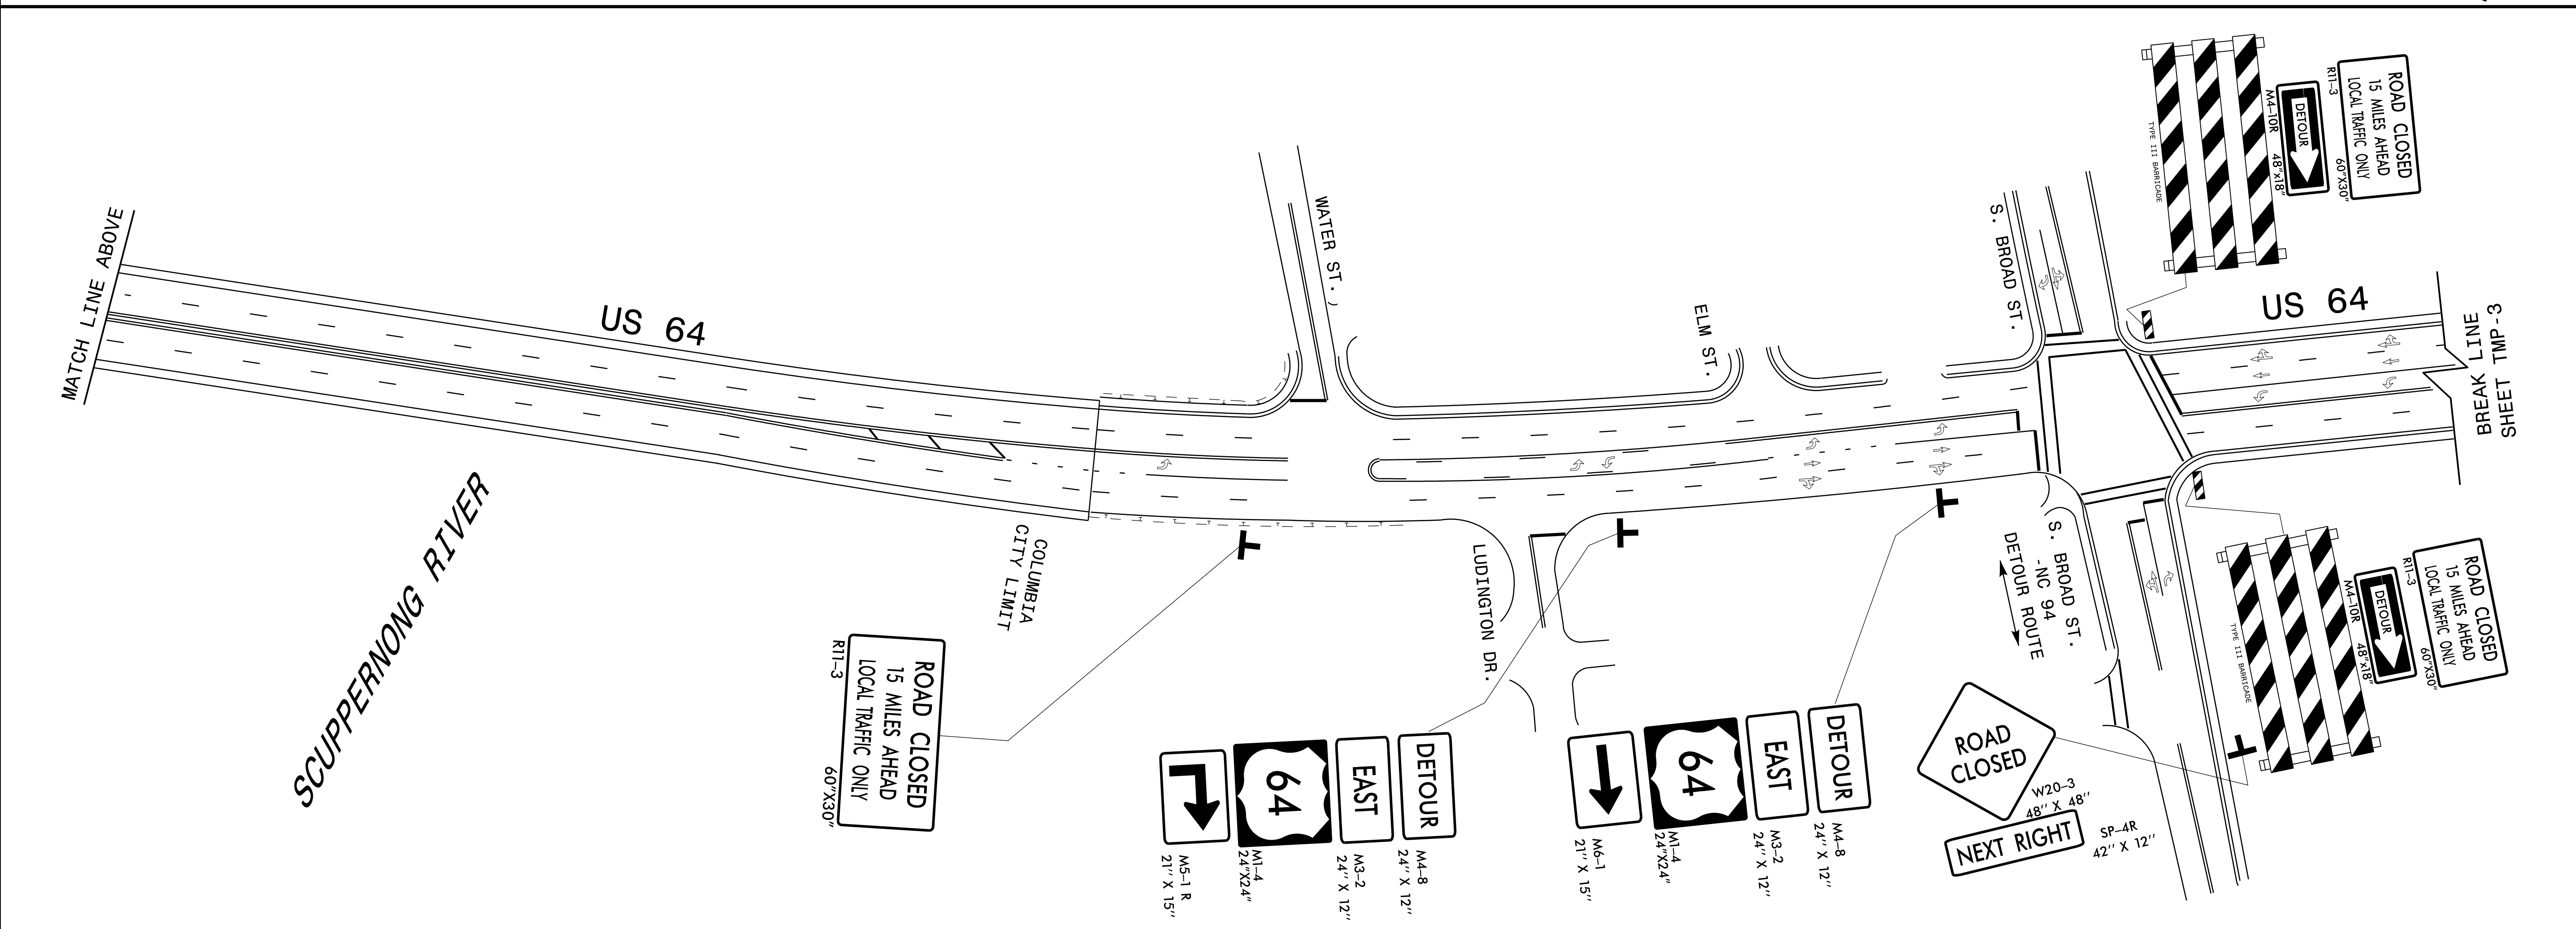 MATCH LINE ABOVE
US 64
SCUPPERNONG RIVER
COLUMBIA
CITY LIMIT
WATER ST.
ELM ST.
S. BROAD ST.
LUDINGTON DR.
S. BROAD ST.
-NC 94
DETOUR ROUTE
US 64
BREAK LINE
SHEET TMP-3
TYPE III BARRICADE
DETOUR
M4-10R 48"x18"
ROAD CLOSED
15 MILES AHEAD
LOCAL TRAFFIC ONLY
R11-3 60"X30"
TYPE III BARRICADE
DETOUR
M4-10R 48"x18"
ROAD CLOSED
15 MILES AHEAD
LOCAL TRAFFIC ONLY
R11-3 60"X30"
ROAD CLOSED
15 MILES AHEAD
LOCAL TRAFFIC ONLY
R11-3 60"X30"
DETOUR
EAST
64
M4-8
24'' X 12''
M3-2
24'' X 12''
M1-4
24"X24"
M5-1 R
21'' X 15''
DETOUR
EAST
64
M4-8
24'' X 12''
M3-2
24'' X 12''
M1-4
24"X24"
M6-1
21'' X 15''
ROAD
CLOSED
W20-3
48'' X 48''
NEXT RIGHT
SP-4R
42'' X 12''